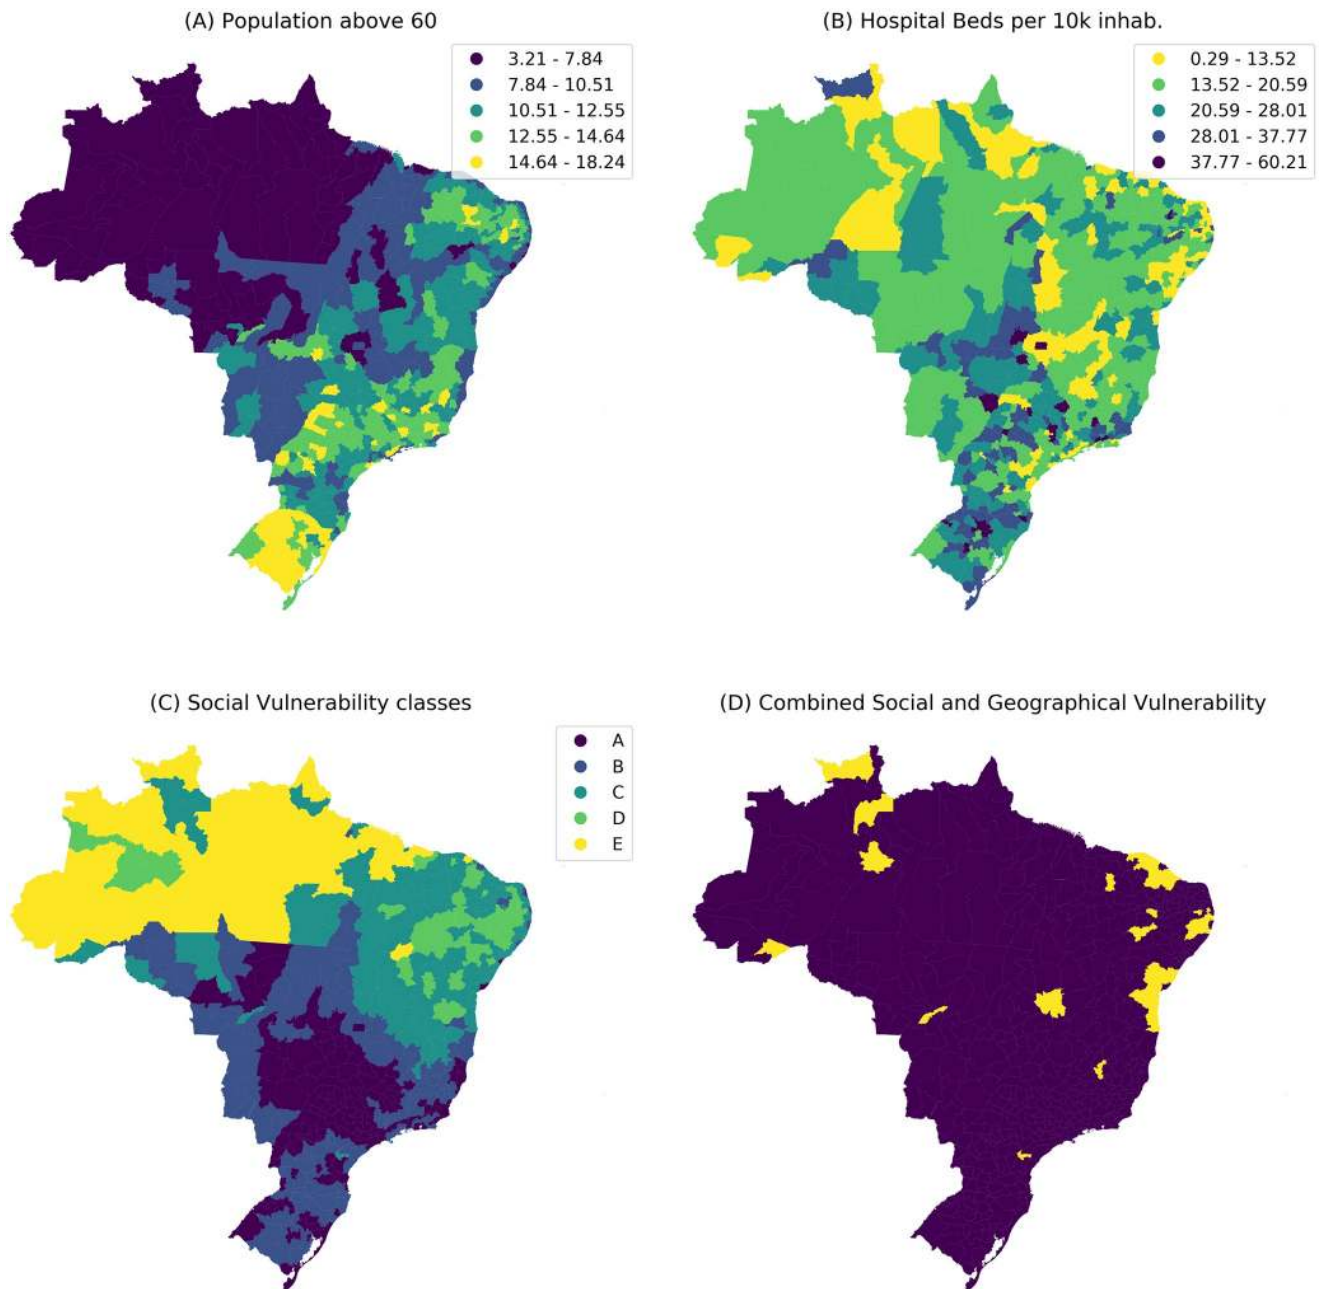 (A) Population above 60
3.21 - 7.84
7.84 - 10.51
10.51 - 12.55
12.55 - 14.64
14.64 - 18.24
(B) Hospital Beds per 10k inhab.
0.29 - 13.52
13.52 - 20.59
20.59 - 28.01
28.01 - 37.77
37.77 - 60.21
(C) Social Vulnerability classes
A
B
C
D
E
(D) Combined Social and Geographical Vulnerability